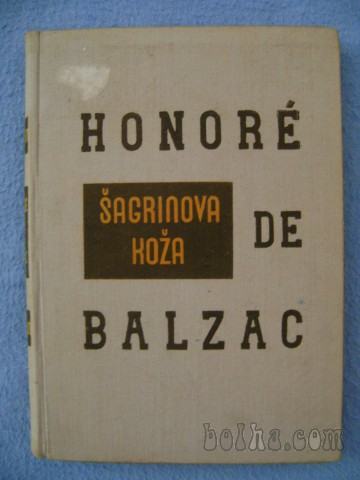 HONORÉ
ŠAGRINOVA
KOŽA
DE
BALZAC
bolha.com